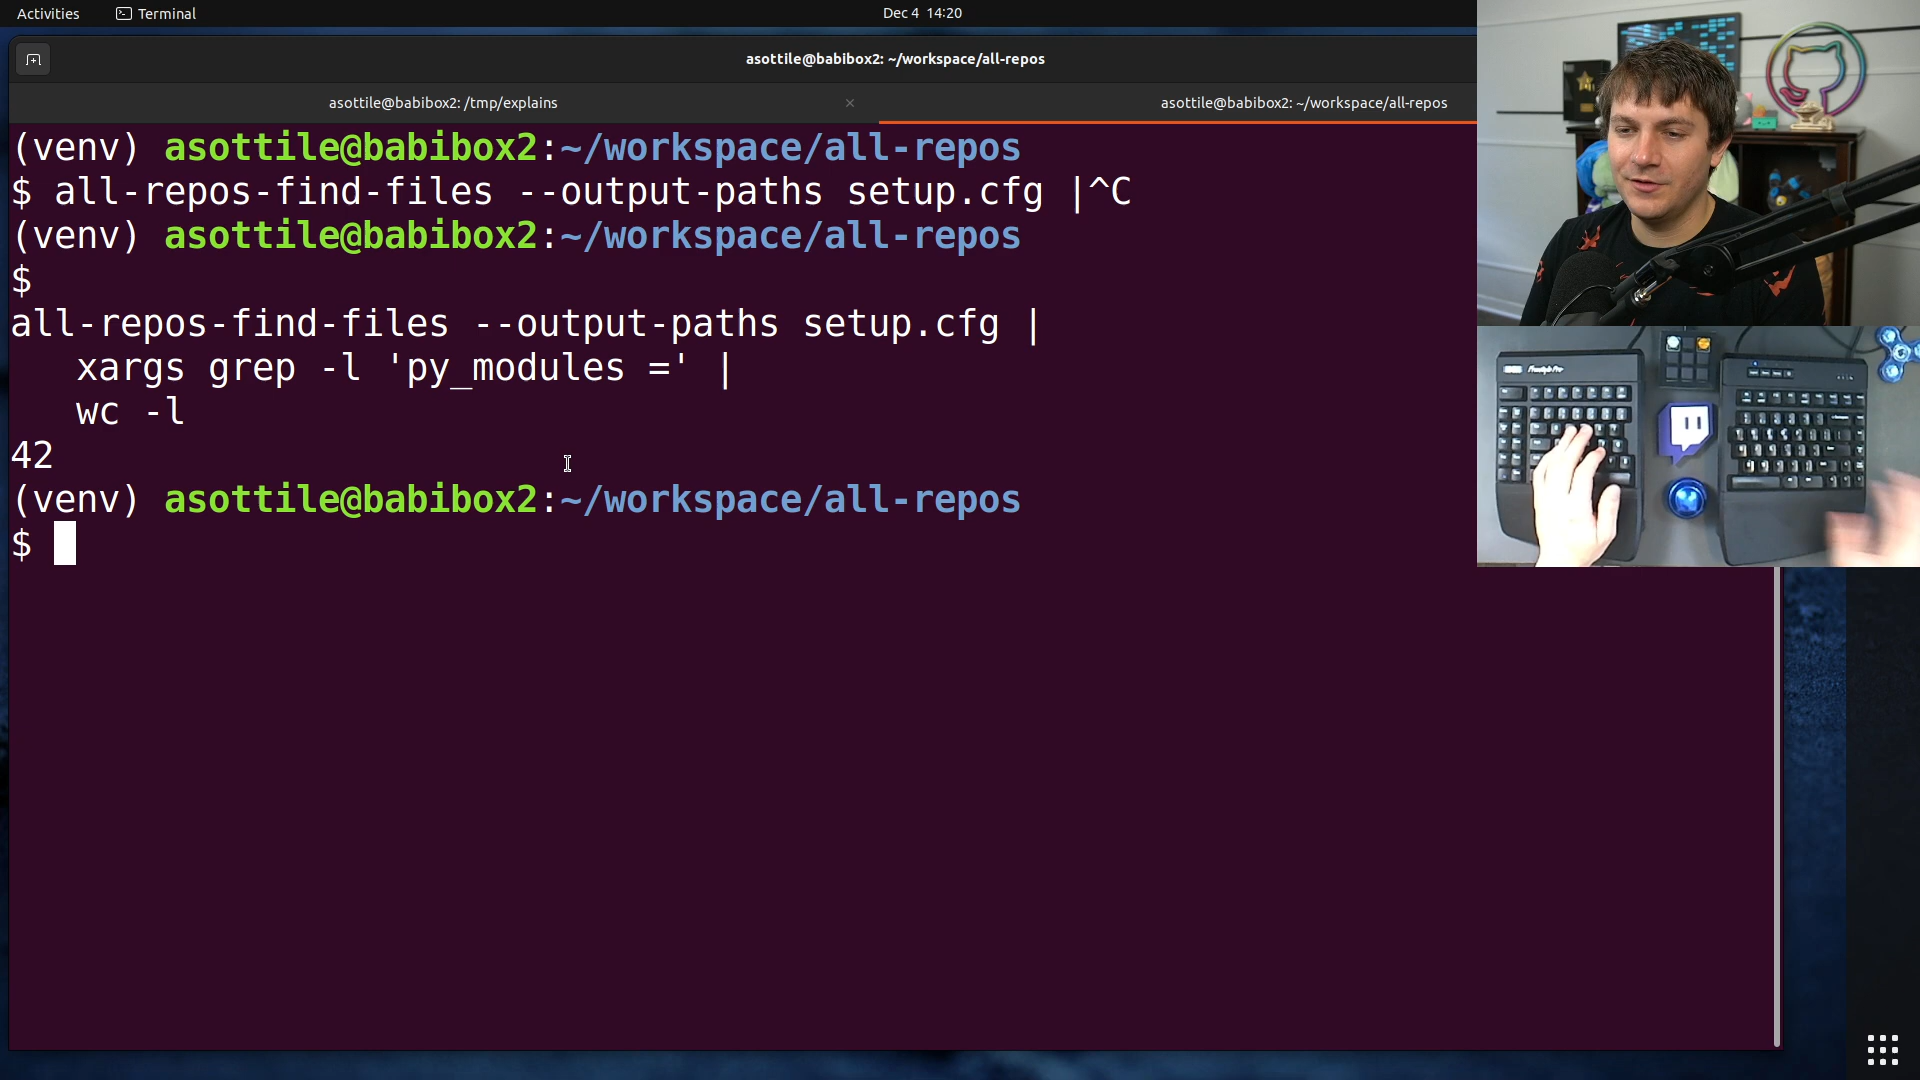 Activities
Terminal
Dec 4 14:20
asottile@babibox2: ~/workspace/all-repos
asottile@babibox2: /tmp/explains
×
asottile@babibox2: ~/workspace/all-repos
(venv) asottile@babibox2:~/workspace/all-repos
$ all-repos-find-files --output-paths setup.cfg |^C
(venv) asottile@babibox2:~/workspace/all-repos
$
all-repos-find-files --output-paths setup.cfg |
   xargs grep -l 'py_modules =' |
   wc -l
42
(venv) asottile@babibox2:~/workspace/all-repos
$
Freestyle Pro